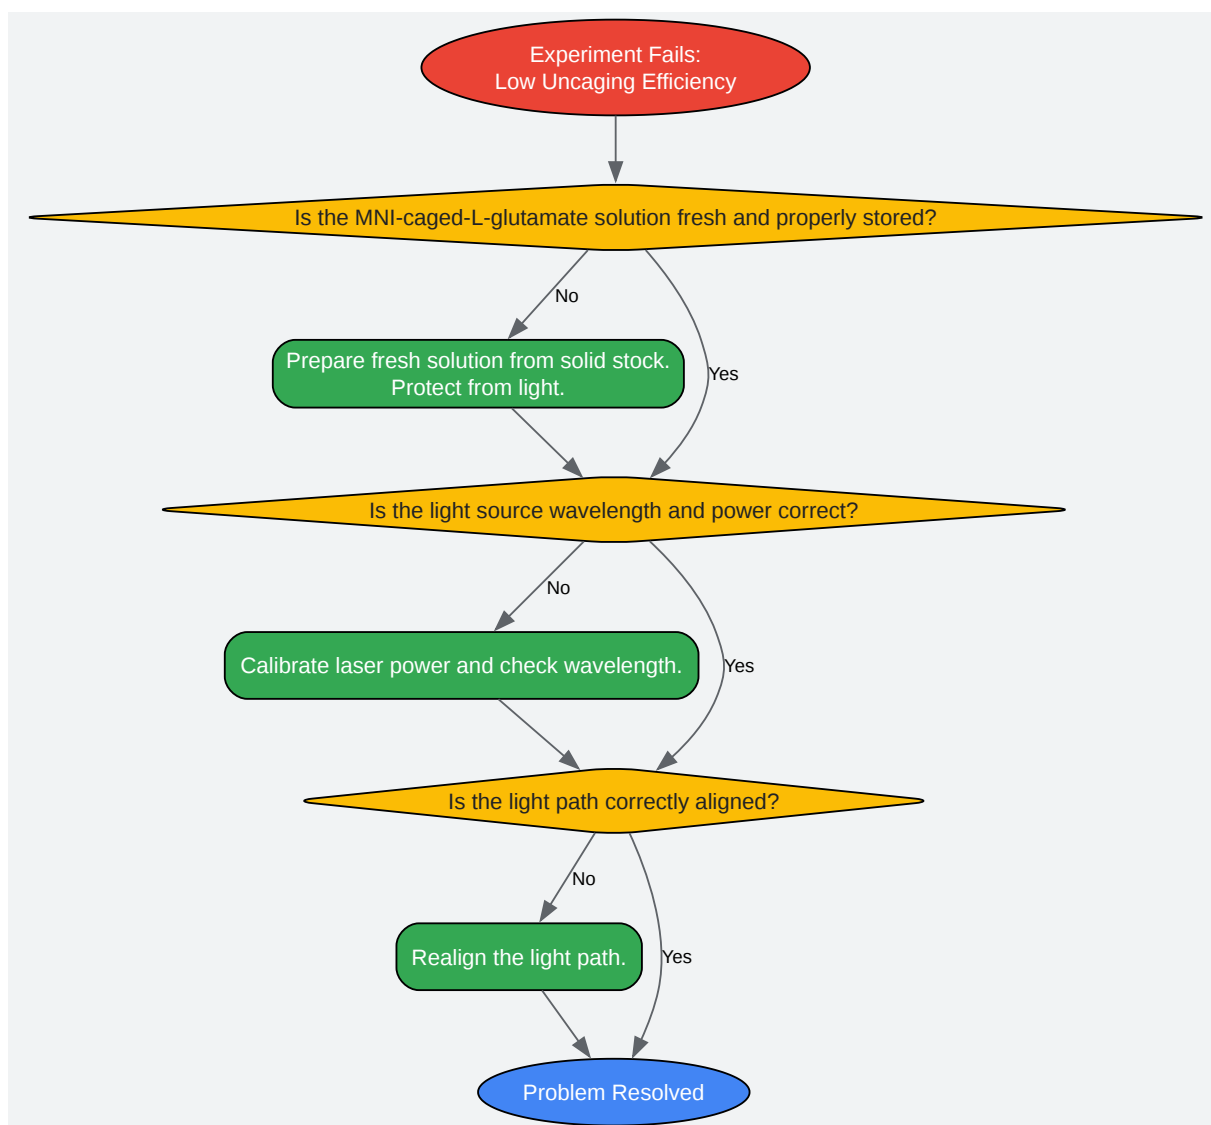 Experiment Fails:
Low Uncaging Efficiency
Is the MNI-caged-L-glutamate solution fresh and properly stored?
No
Prepare fresh solution from solid stock.
Protect from light.
Yes
Is the light source wavelength and power correct?
No
Calibrate laser power and check wavelength.
Yes
Is the light path correctly aligned?
No
Realign the light path.
Yes
Problem Resolved